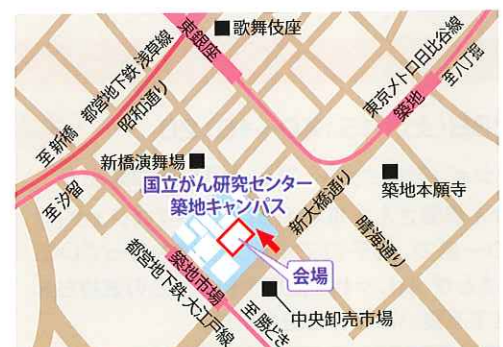 歌舞伎座
東銀座
都営地下鉄 浅草線
昭和通り
至新橋
東京メトロ日比谷線
至八丁堀
築地
新橋演舞場
築地本願寺
至汐留
国立がん研究センター
築地キャンパス
新大橋通り
晴海通り
会場
築地市場
都営地下鉄 大江戸線
至勝どき
中央卸売市場